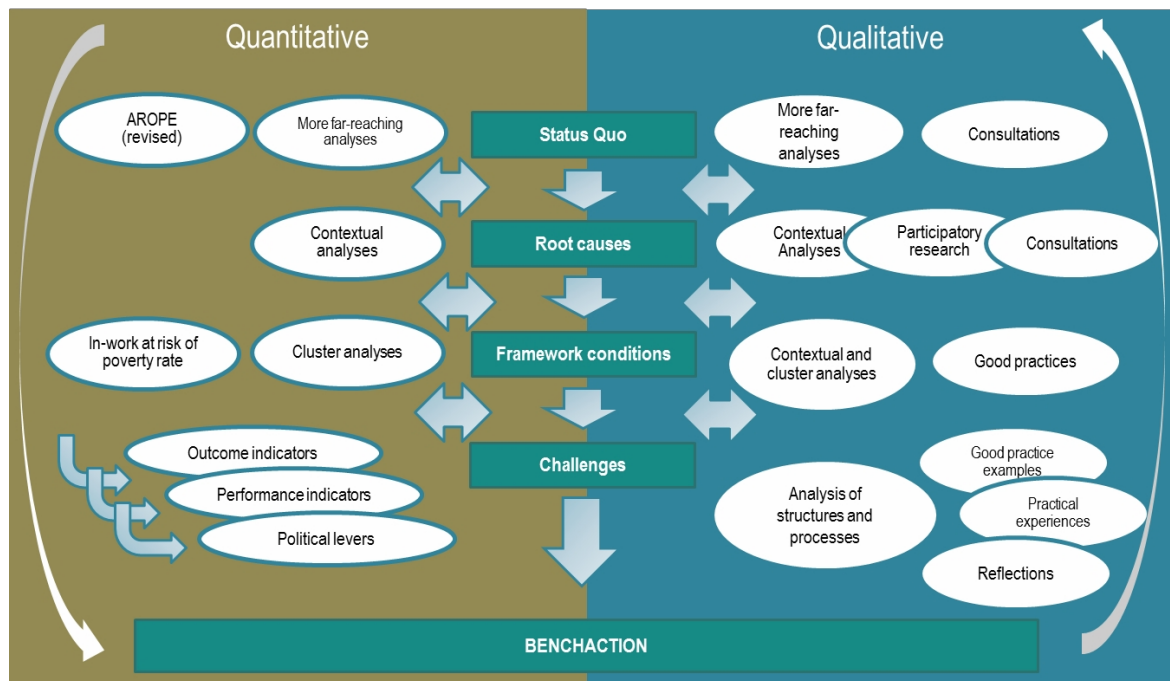 Quantitative
Qualitative
AROPE
(revised)
More far-reaching
analyses
Status Quo
More far-
reaching
analyses
Consultations
Contextual
analyses
Root causes
Contextual
Analyses
Participatory
research
Consultations
In-work at risk of
poverty rate
Cluster analyses
Framework conditions
Contextual and
cluster analyses
Good practices
Outcome indicators
Performance indicators
Political levers
Challenges
Analysis of
structures and
processes
Good practice
examples
Practical
experiences
Reflections
BENCHACTION